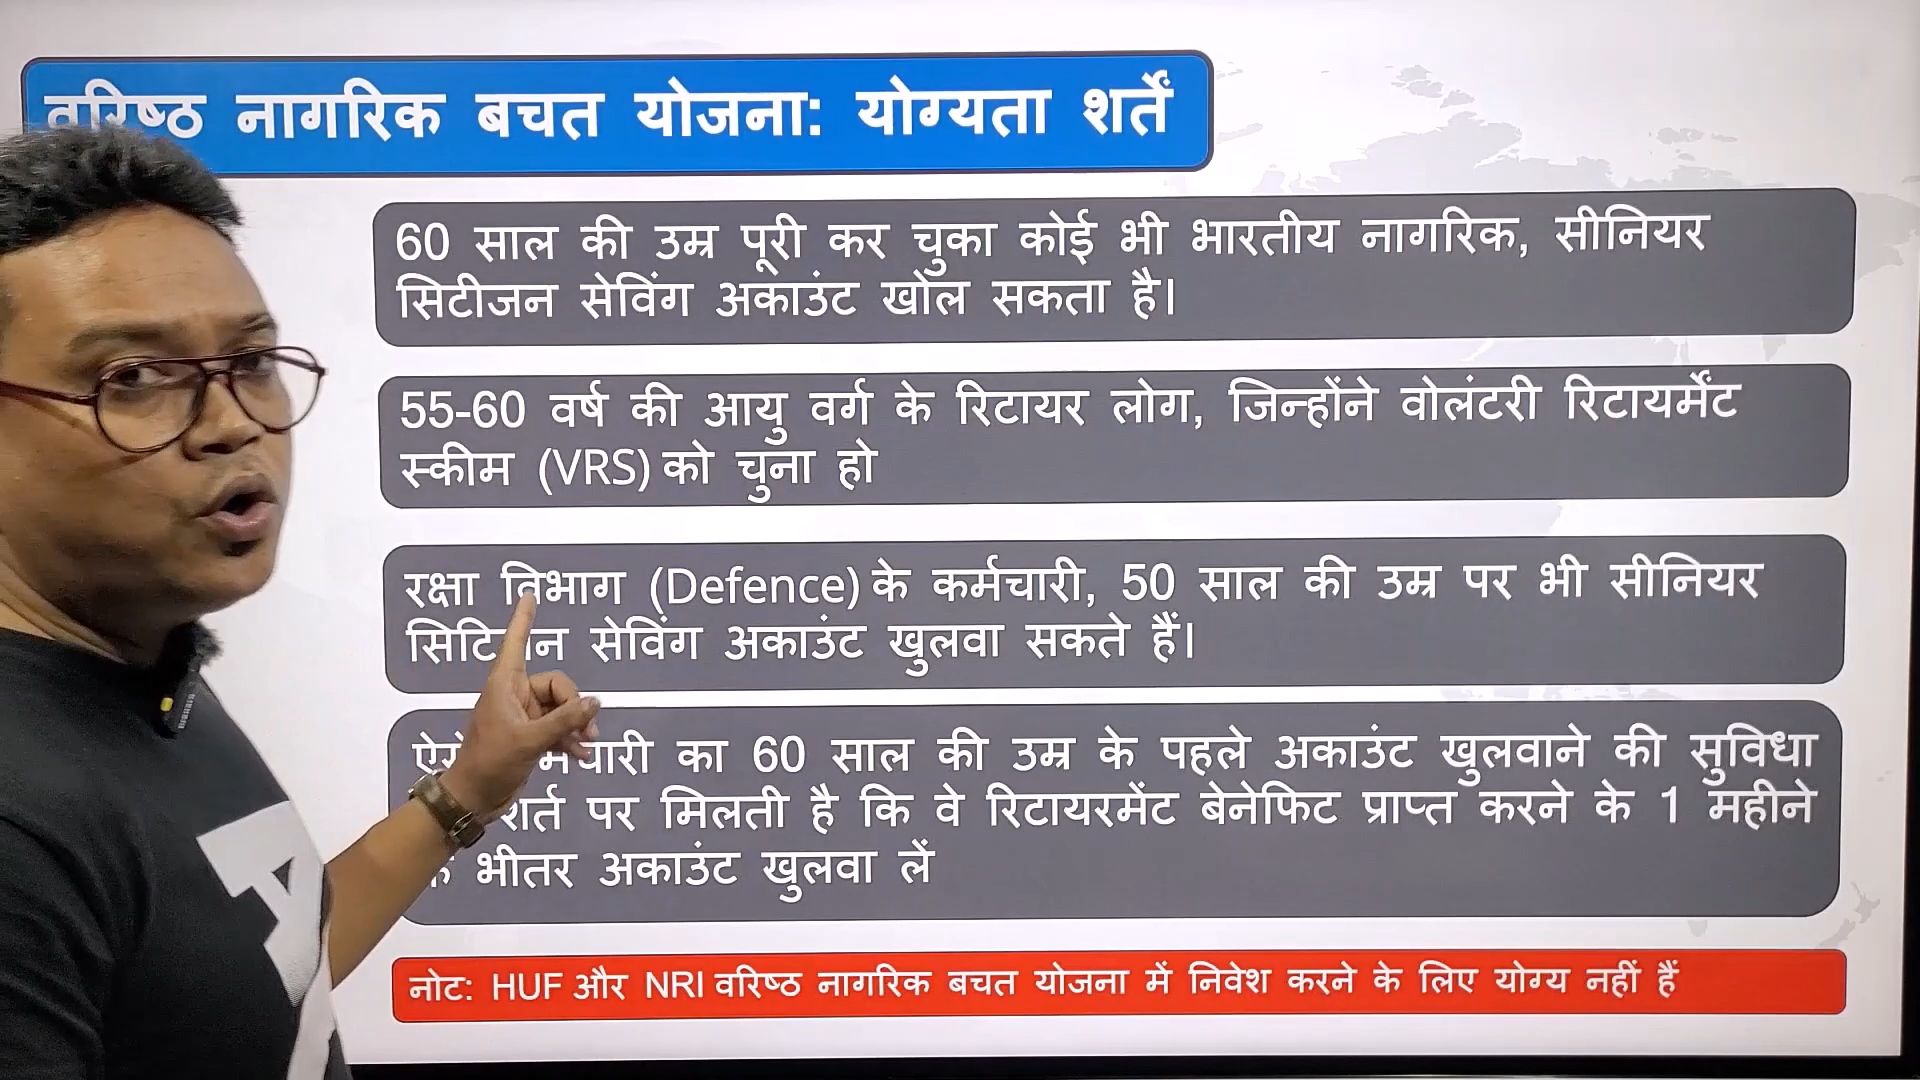 वरिष्ठ नागरिक बचत योजना: योग्यता शर्तें
60 साल की उम्र पूरी कर चुका कोई भी भारतीय नागरिक, सीनियर
सिटीजन सेविंग अकाउंट खोल सकता है।
55-60 वर्ष की आयु वर्ग के रिटायर लोग, जिन्होंने वोलंटरी रिटायर्मेंट
स्कीम (VRS) को चुना हो
रक्षा विभाग (Defence) के कर्मचारी, 50 साल की उम्र पर भी सीनियर
सेविंग अकाउंट खुलवा सकते हैं।
का 60 साल की उम्र के पहले अकाउंट खुलवाने की सुविधा
शर्त पर मिलती है कि वे रिटायरमेंट बेनेफिट प्राप्त करने के 1 महीने
भीतर अकाउंट खुलवा लें
नोट: HUF और NRI वरिष्ठ नागरिक बचत योजना में निवेश करने के लिए योग्य नहीं हैं